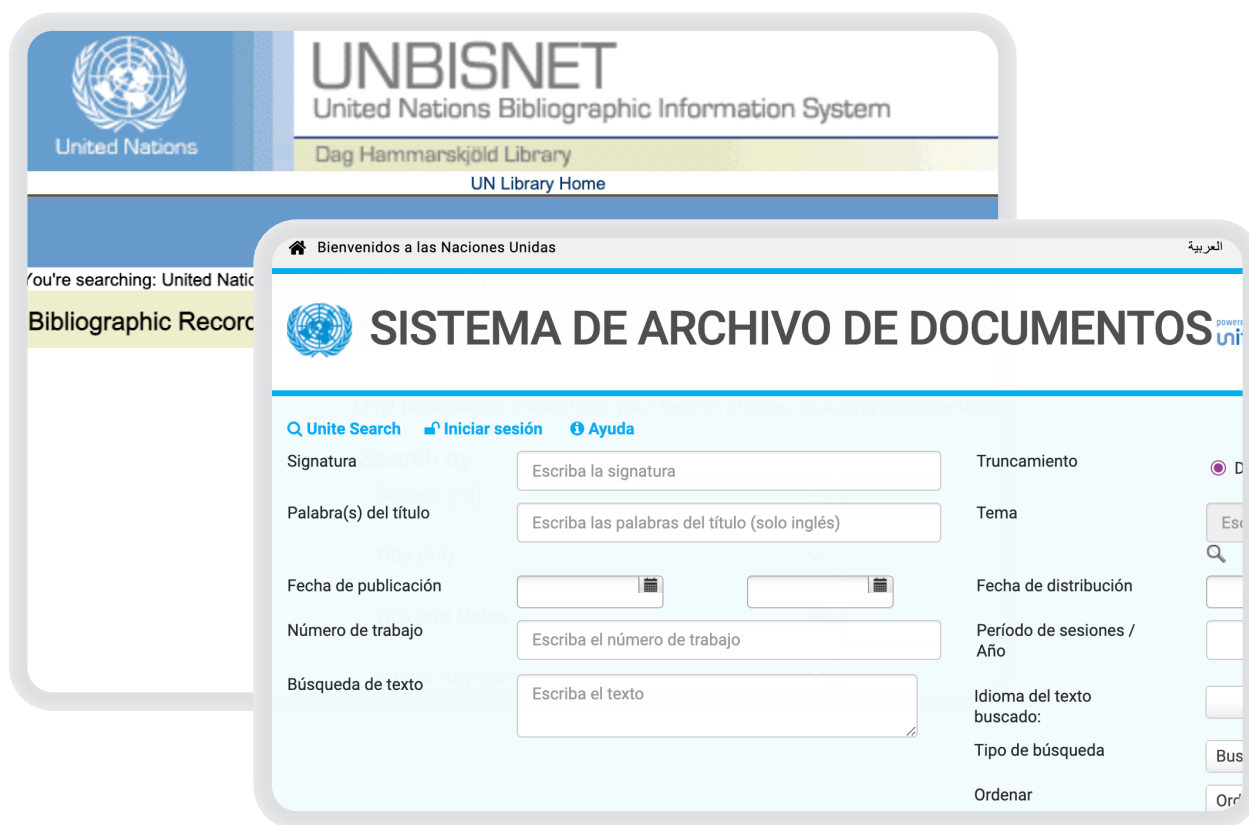 UNBISNET
United Nations Bibliographic Information System
United Nations
Dag Hammarskjöld Library
UN Library Home
You're searching: United
Bibliographic
Bienvenidos a las Naciones Unidas
العربية
SISTEMA DE ARCHIVO DE DOCUMENTOS
Unite Search Iniciar sesión Ayuda
Signatura
Escriba la signatura
Truncamiento
Palabra(s) del título
Escriba las palabras del título (solo inglés)
Tema
Fecha de publicación
Fecha de distribución
Número de trabajo
Escriba el número de trabajo
Período de sesiones /
Año
Búsqueda de texto
Escriba el texto
Idioma del texto
buscado:
Tipo de búsqueda
Ordenar